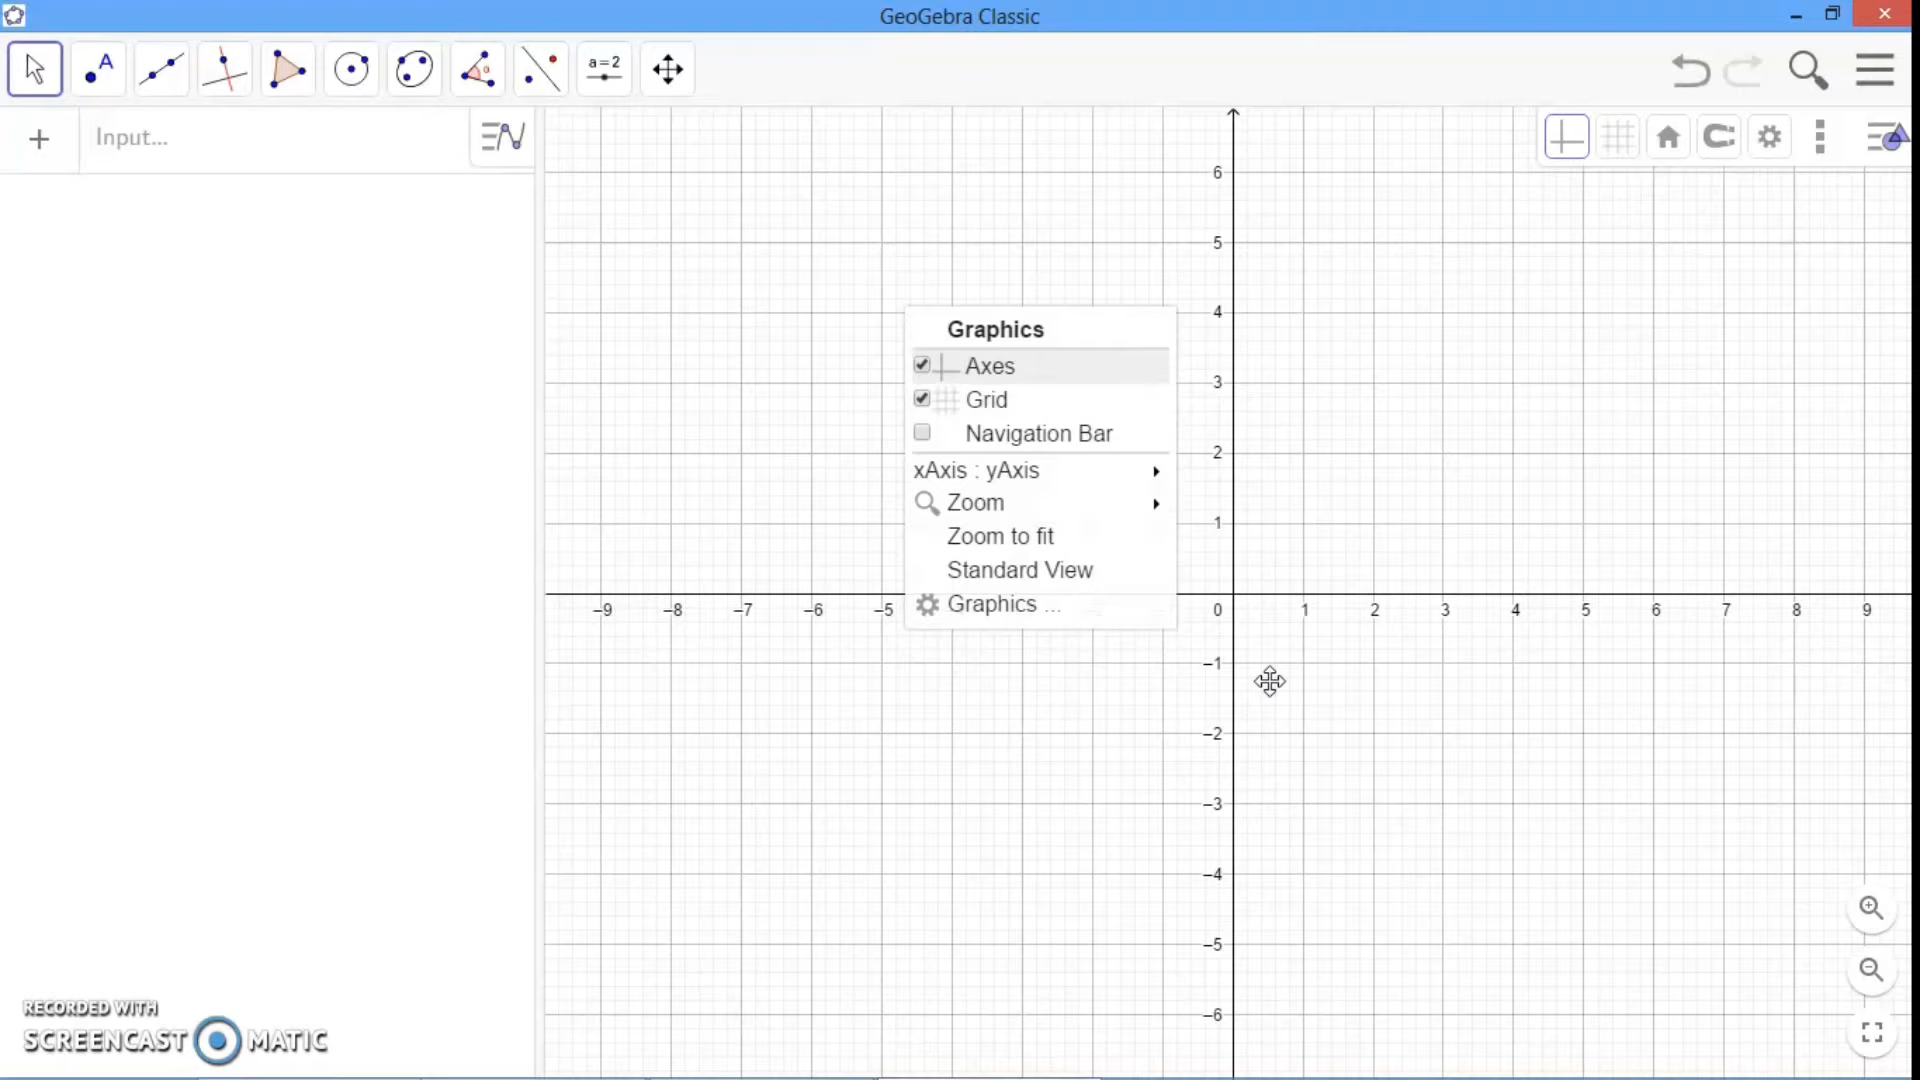 GeoGebra Classic
A
α
a=2
Input...
6
5
4
3
2
1
Graphics
Axes
Grid
Navigation Bar
xAxis : yAxis
Zoom
Zoom to fit
Standard View
Graphics ...
–9 –8 –7 –6 –5 0 1 2 3 4 5 6 7 8 9
–1
–2
–3
–4
–5
–6
RECORDED WITH
SCREENCAST MATIC